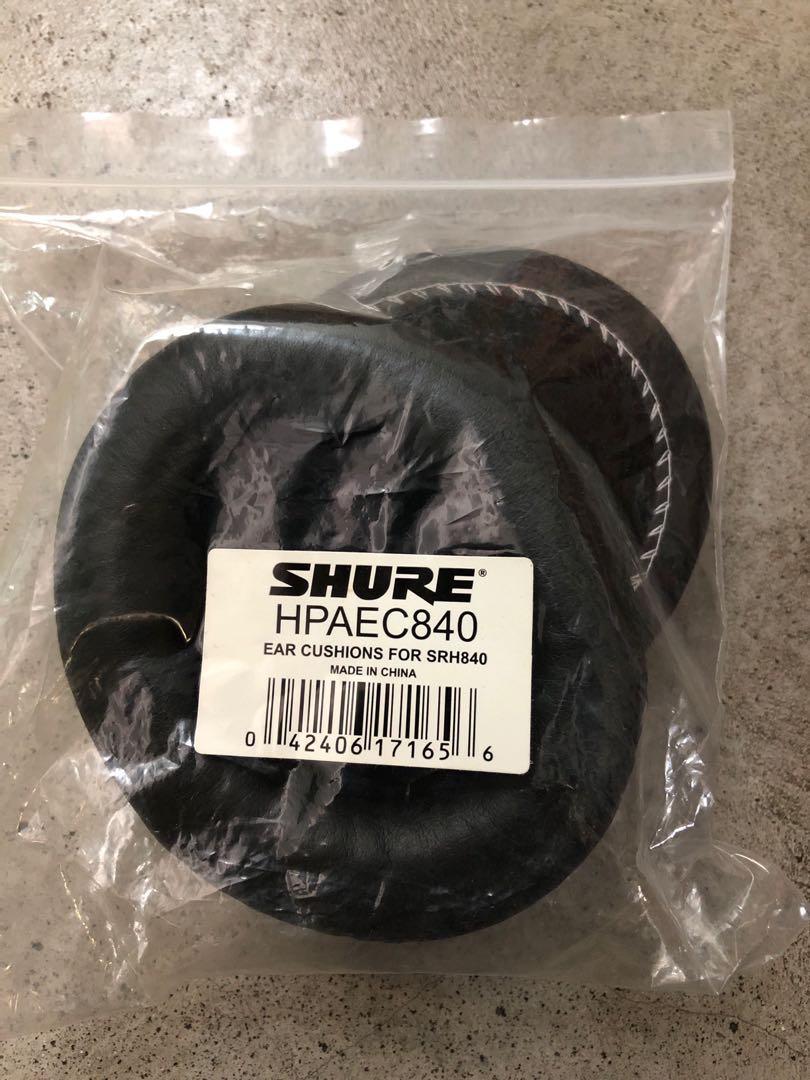 SHURE®
HPAEC840
EAR CUSHIONS FOR SRH840
MADE IN CHINA
0 42406 17165 6